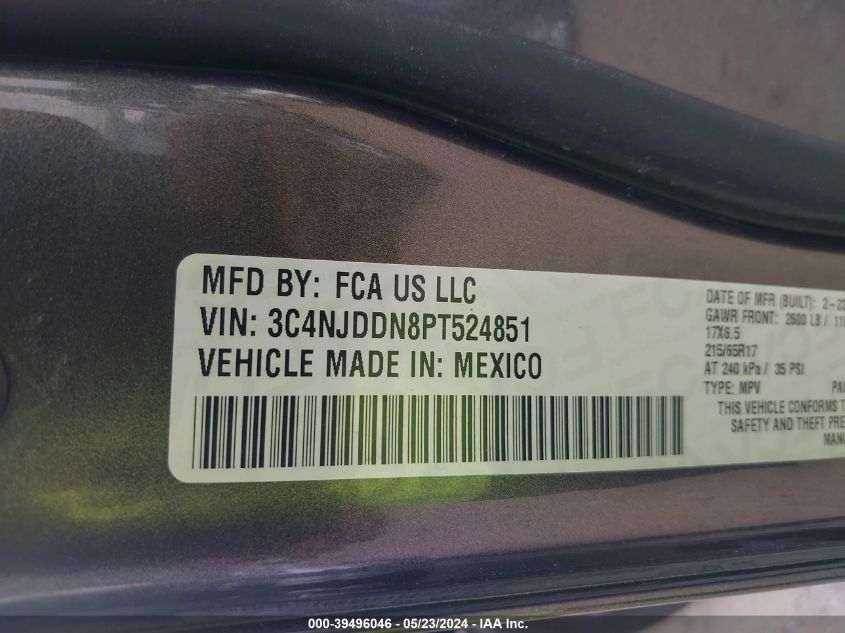 MFD BY: FCA US LLC
VIN: 3C4NJDDN8PT524851
VEHICLE MADE IN: MEXICO
DATE OF MFR (BUILT): 2-23
GAWR FRONT: 2600 LB /
17X6.5
215/65R17
AT 240 kPa / 35 PSI
TYPE: MPV
THIS VEHICLE CONFORMS
SAFETY AND THEFT
000-39496046 - 05/23/2024 - IAA Inc.